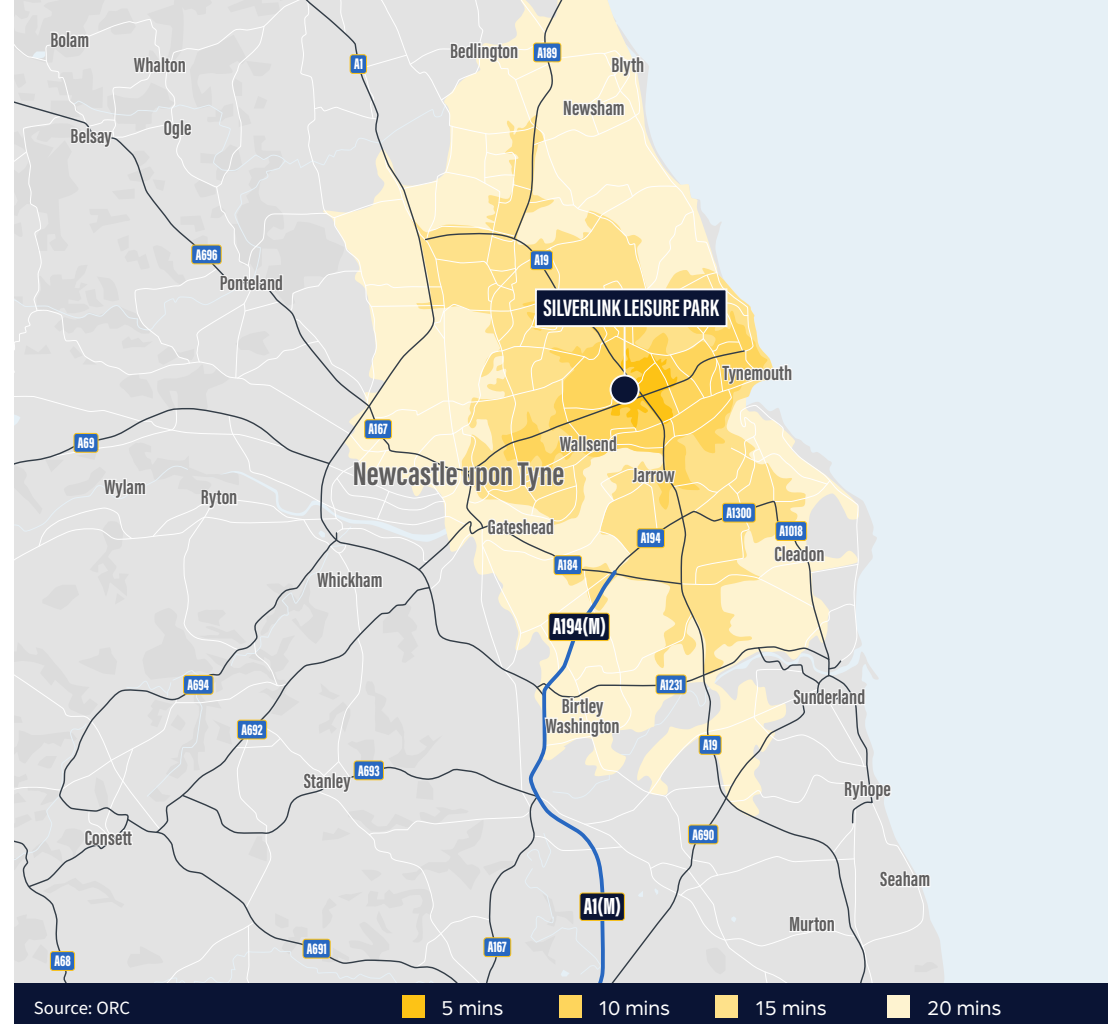 Bolam
Whalton
A1
Bedlington
A189
Blyth
Newsham
Belsay
Ogle
A696
Ponteland
A19
SILVERLINK LEISURE PARK
Tynemouth
A167
A69
Wallsend
Newcastle upon Tyne
Jarrow
Wylam
Ryton
A1300
Gateshead
A194
A1018
Cleadon
A184
Whickham
A194(M)
A694
A1231
Sunderland
Birtley
Washington
A692
A19
A693
Stanley
Ryhope
Consett
A690
Seaham
A1(M)
Murton
A691
A167
A68
Source: ORC
5 mins
10 mins
15 mins
20 mins